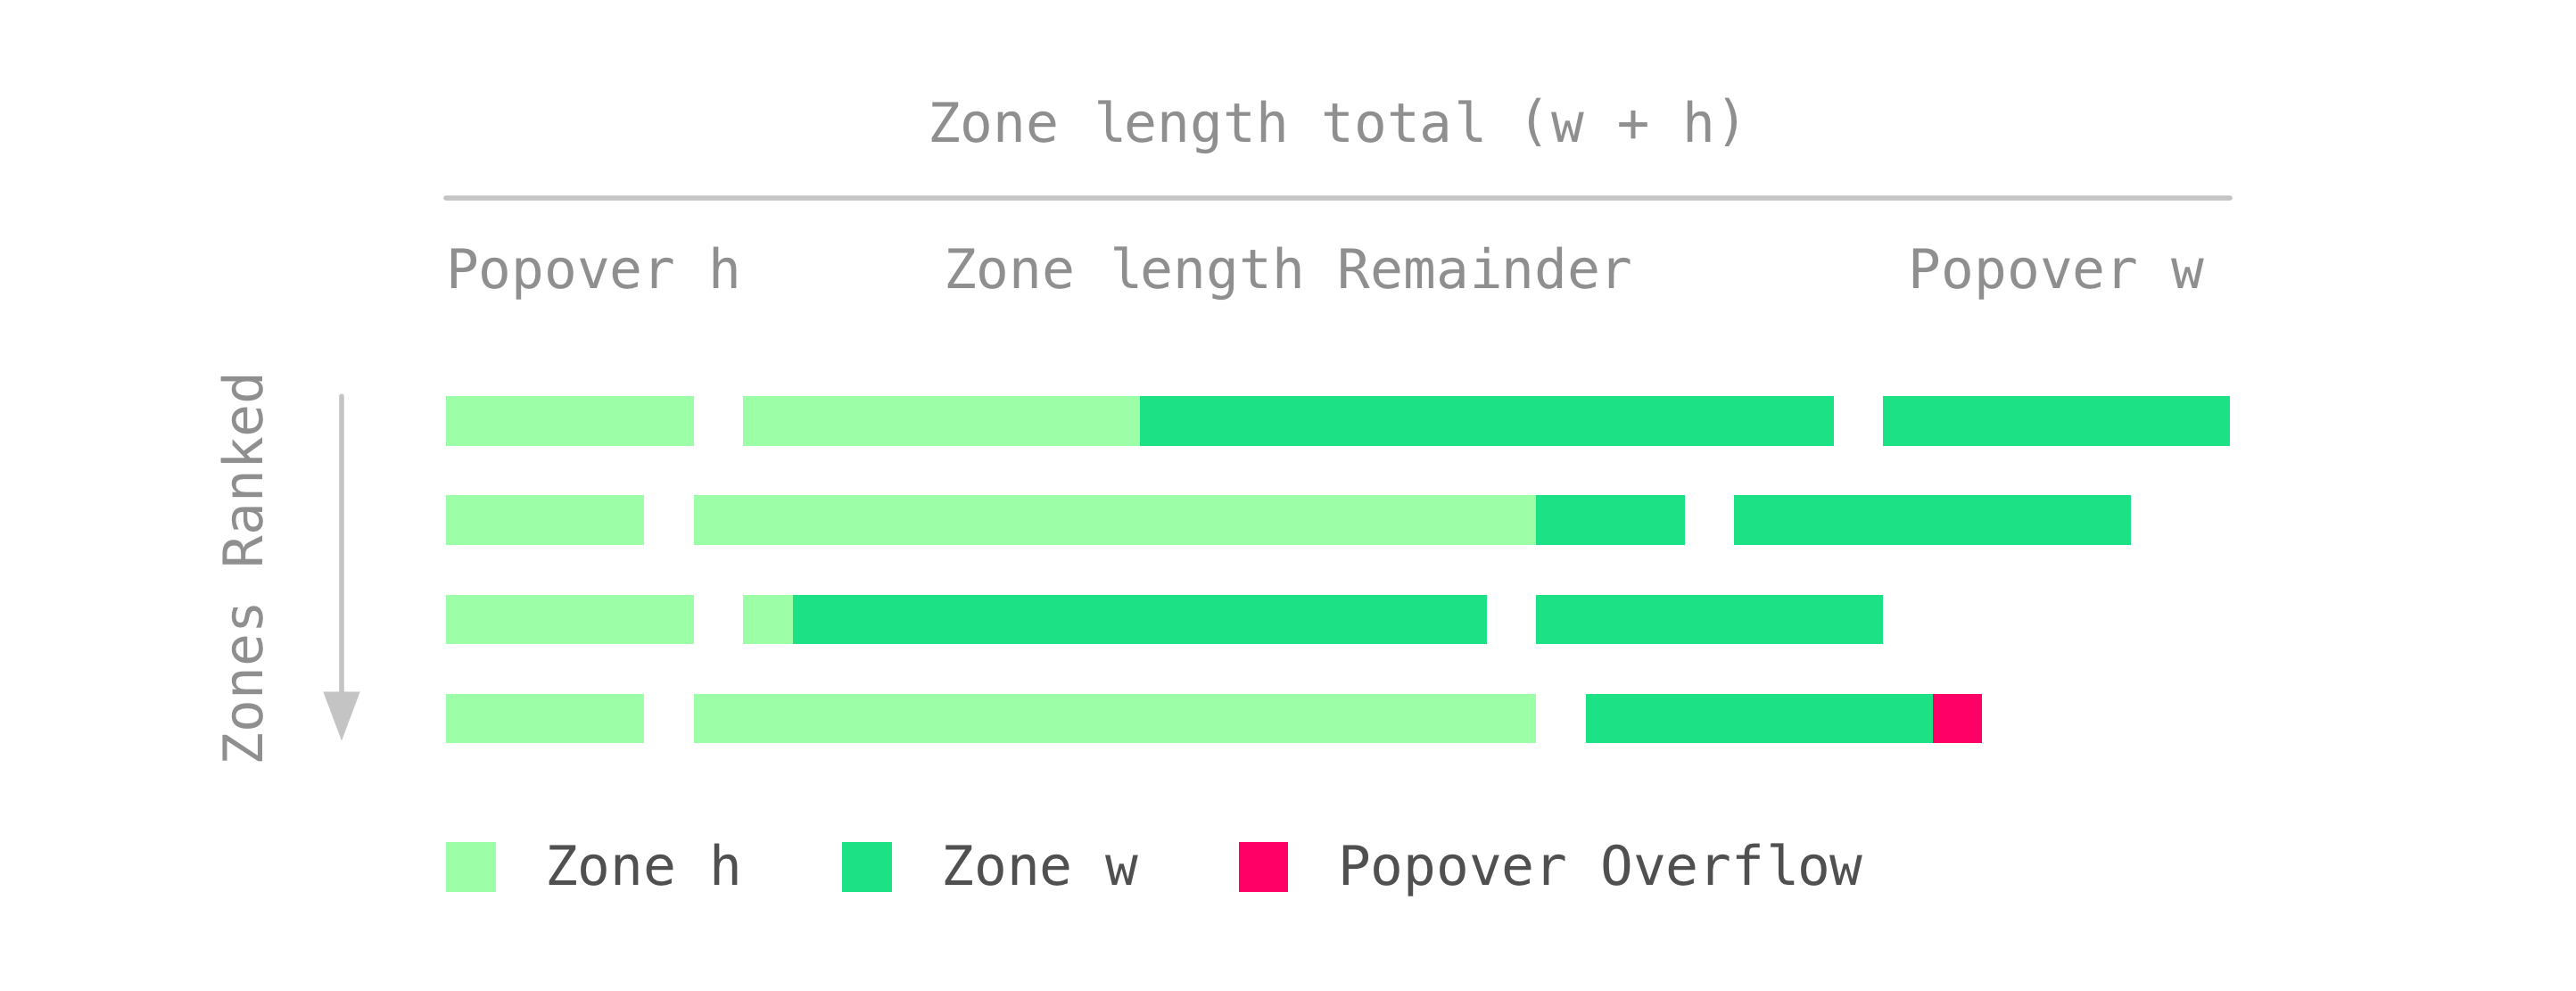 Zone length total (w + h)
Popover h
Zone length Remainder
Popover w
Zones Ranked
Zone h
Zone w
Popover Overflow